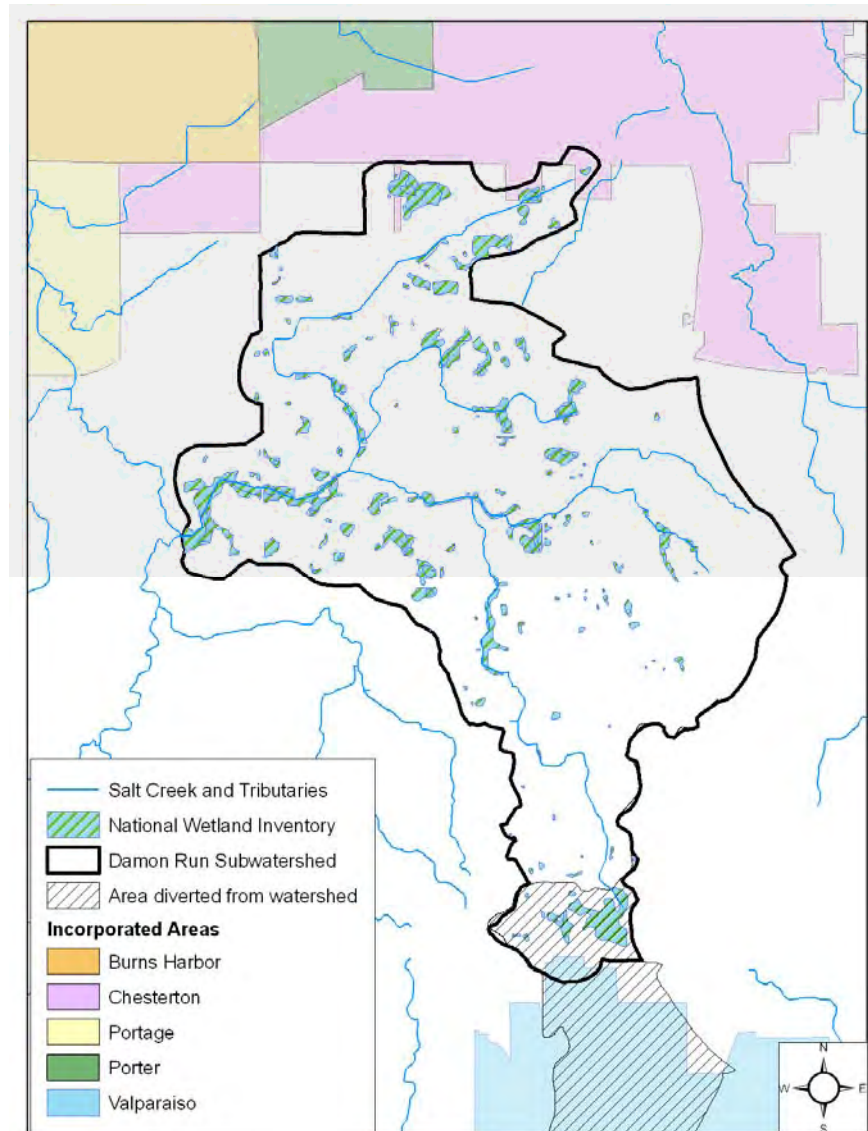 Salt Creek and Tributaries
National Wetland Inventory
Damon Run Subwatershed
Area diverted from watershed
Incorporated Areas
Burns Harbor
Chesterton
Portage
Porter
Valparaiso
N
W E
S